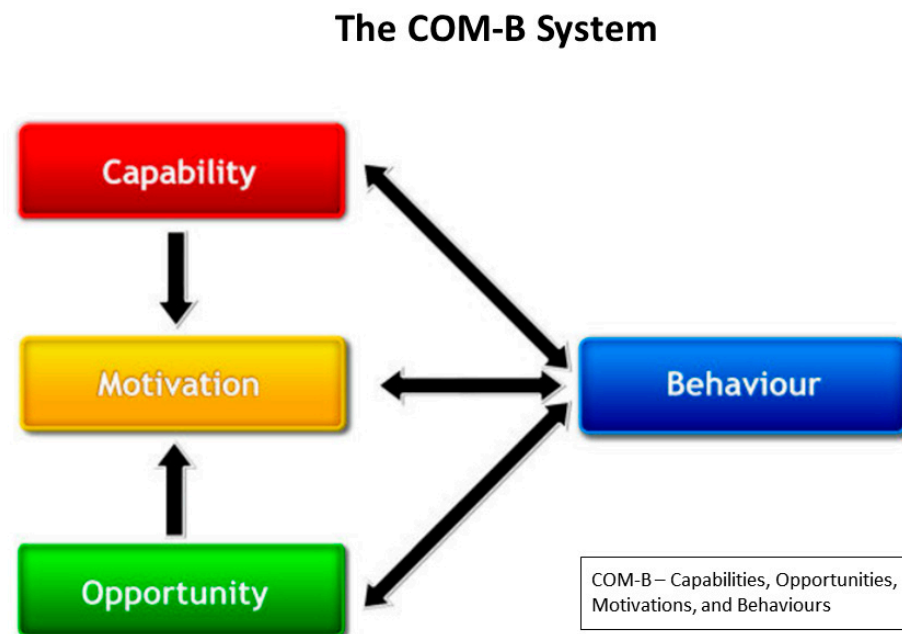 The COM-B System
Capability
Motivation
Behaviour
Opportunity
COM-B – Capabilities, Opportunities,
Motivations, and Behaviours